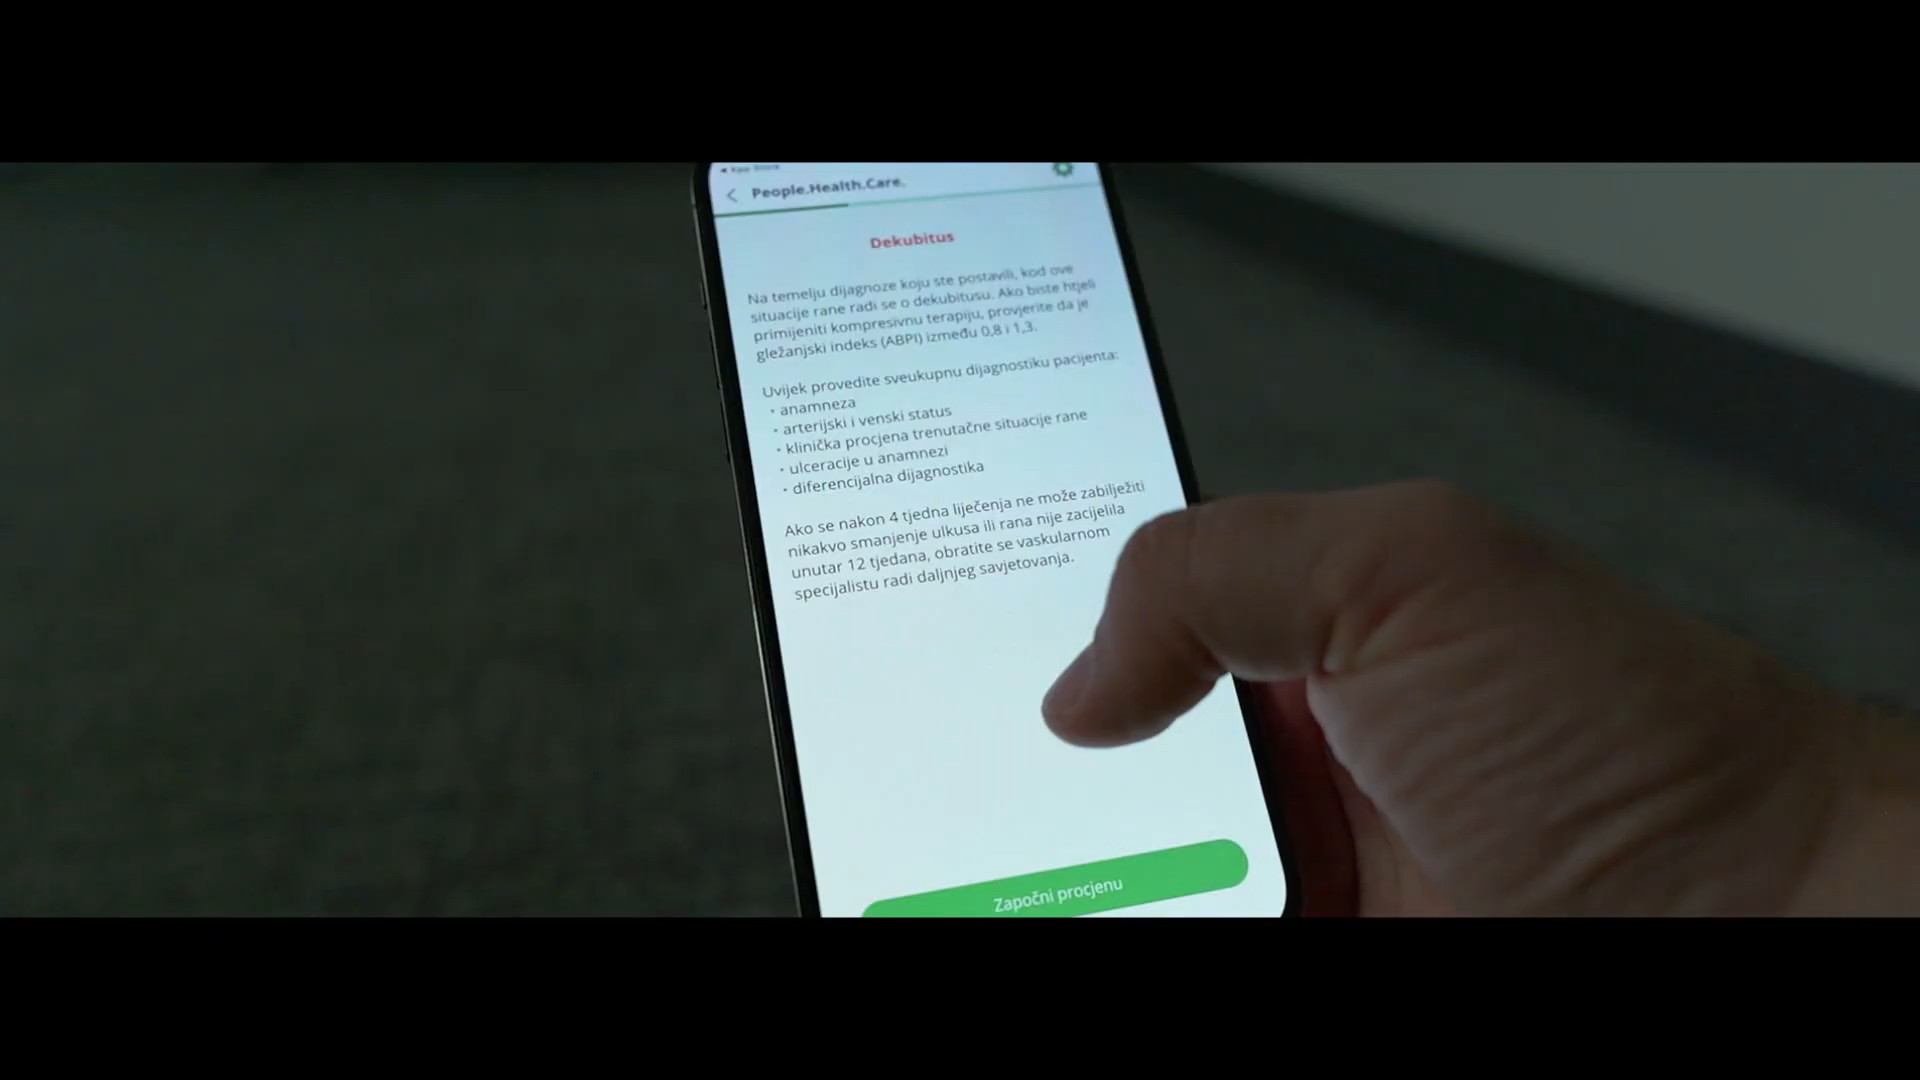 App Store
People.Health.Care.
Dekubitus
Na temelju dijagnoze koju ste postavili, kod ove
situacije rane radi se o dekubitusu. Ako biste htjeli
primijeniti kompresivnu terapiju, provjerite da je
gležanjski indeks (ABPI) između 0,8 i 1,3.
Uvijek provedite sveukupnu dijagnostiku pacijenta:
• anamneza
• arterijski i venski status
• klinička procjena trenutačne situacije rane
• ulceracije u anamnezi
• diferencijalna dijagnostika
Ako se nakon 4 tjedna liječenja ne može zabilježiti
nikakvo smanjenje ulkusa ili rana nije zacijelila
unutar 12 tjedana, obratite se vaskularnom
specijalistu radi daljnjeg savjetovanja.
Započni procjenu